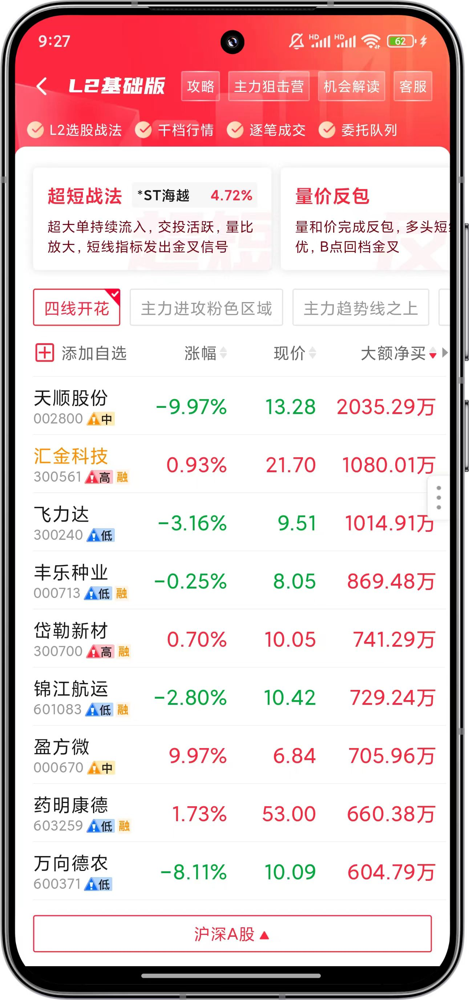 9:27
HD HD 62
L2基础版 攻略 主力狙击营 机会解读 客服
L2选股战法 千档行情 逐笔成交 委托队列
超短战法 *ST海越 4.72%
超大单持续流入，交投活跃，量比
放大，短线指标发出金叉信号
量价反包
量和价完成反包，多头短
优，B点回档金叉
四线开花 主力进攻粉色区域 主力趋势线之上
添加自选 涨幅 现价 大额净买
天顺股份 -9.97% 13.28 2035.29万
002800 中
汇金科技 0.93% 21.70 1080.01万
300561 高 融
飞力达 -3.16% 9.51 1014.91万
300240 低
丰乐种业 -0.25% 8.05 869.48万
000713 低 融
岱勒新材 0.70% 10.05 741.29万
300700 高 融
锦江航运 -2.80% 10.42 729.24万
601083 低 融
盈方微 9.97% 6.84 705.96万
000670 中
药明康德 1.73% 53.00 660.38万
603259 低 融
万向德农 -8.11% 10.09 604.79万
600371 低
沪深A股